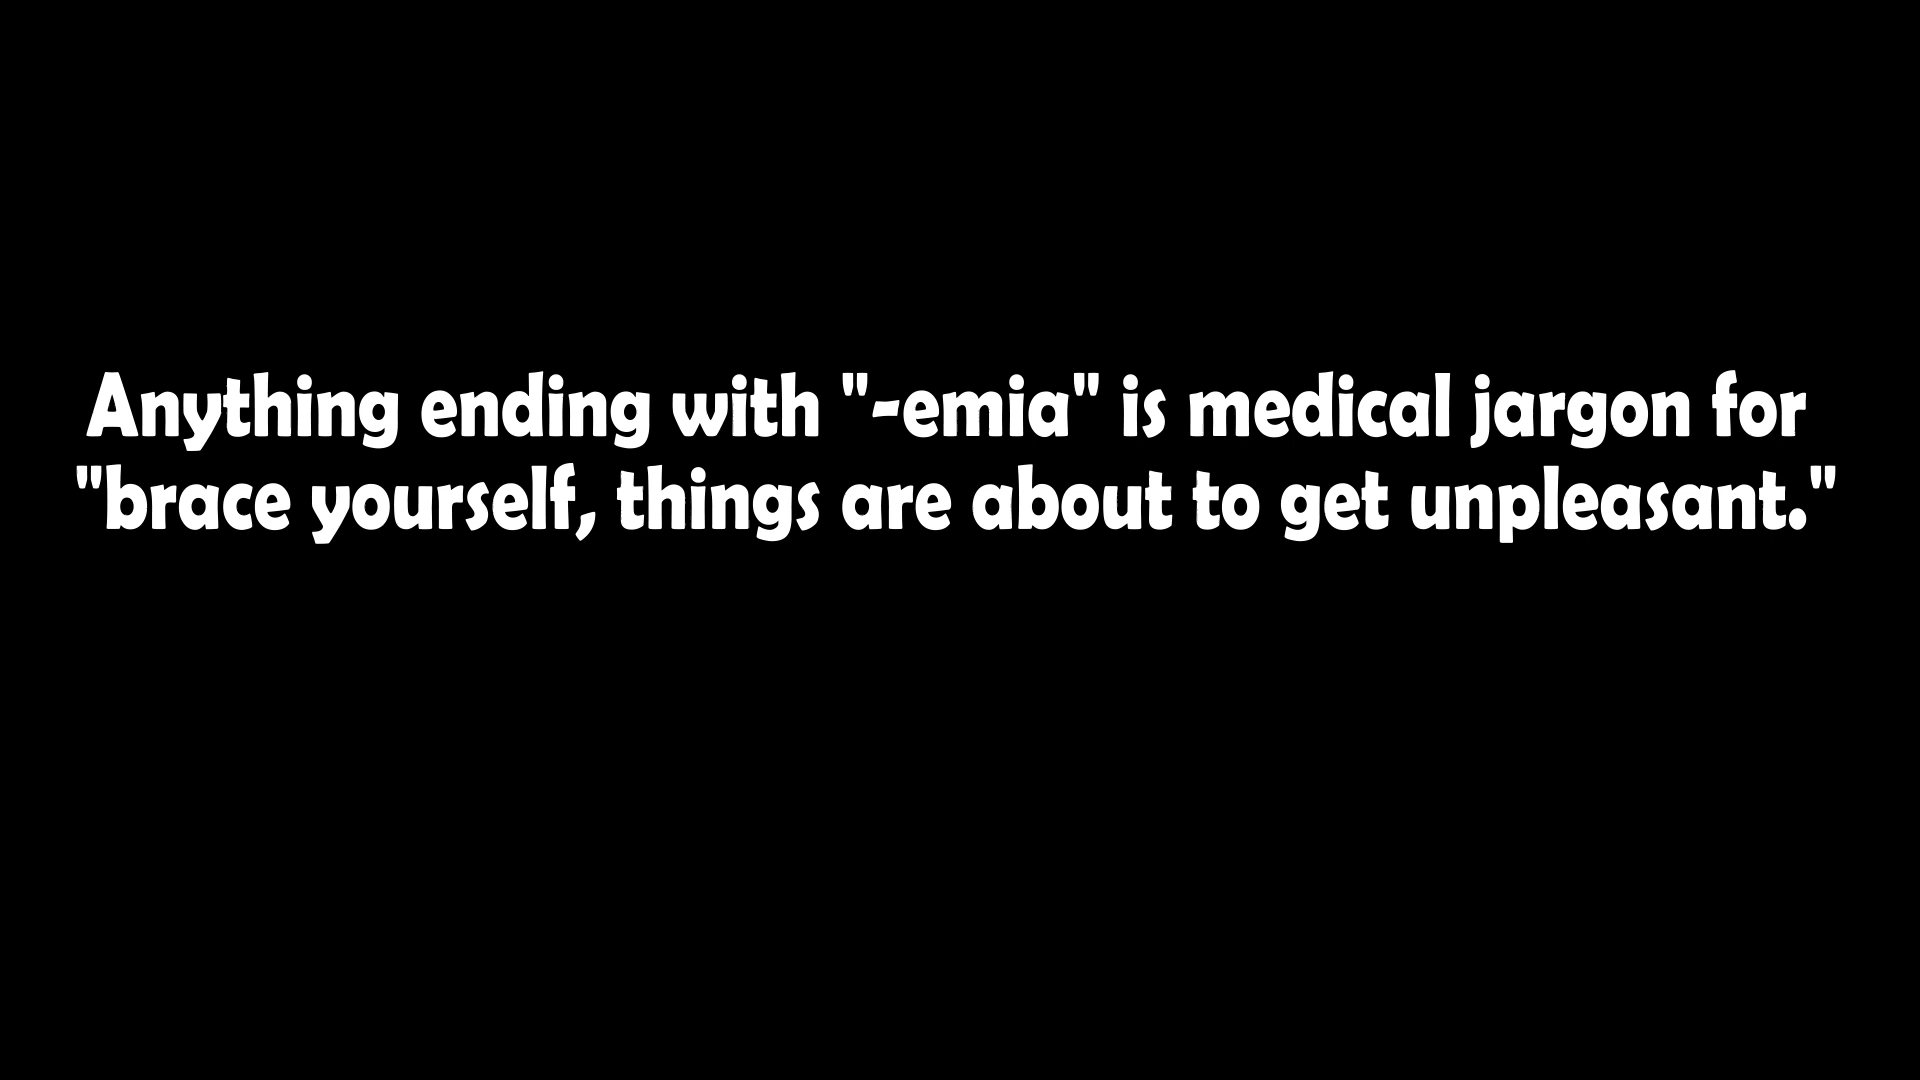 Anything ending with "-emia" is medical jargon for
"brace yourself, things are about to get unpleasant."